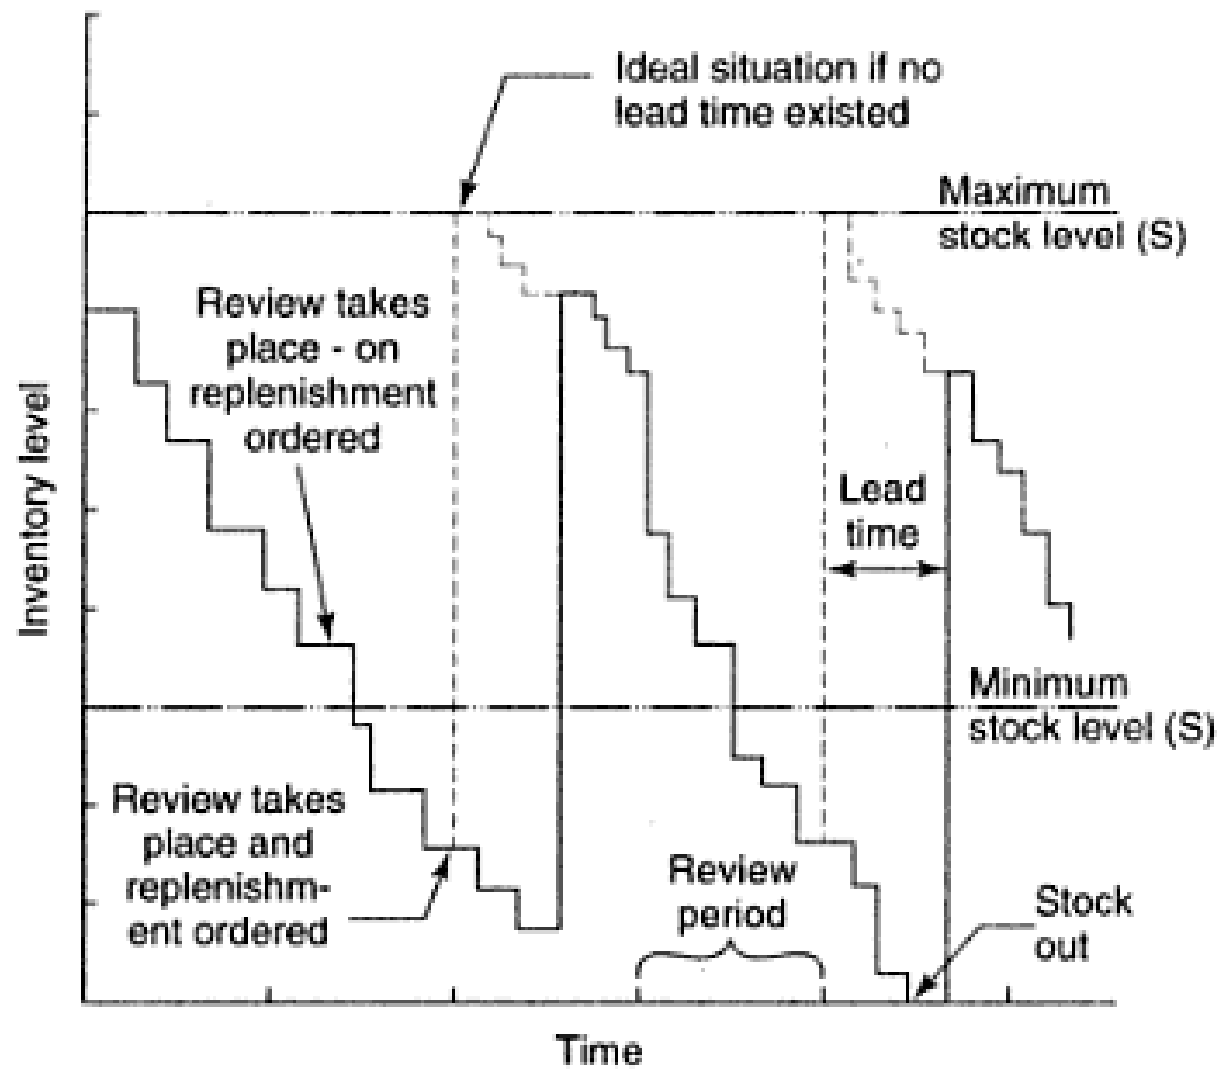 Ideal situation if no
lead time existed
Maximum
stock level (S)
Review takes
place - on
replenishment
ordered
Inventory level
Lead
time
Minimum
stock level (S)
Review takes
place and
replenishm-
ent ordered
Review
period
Stock
out
Time